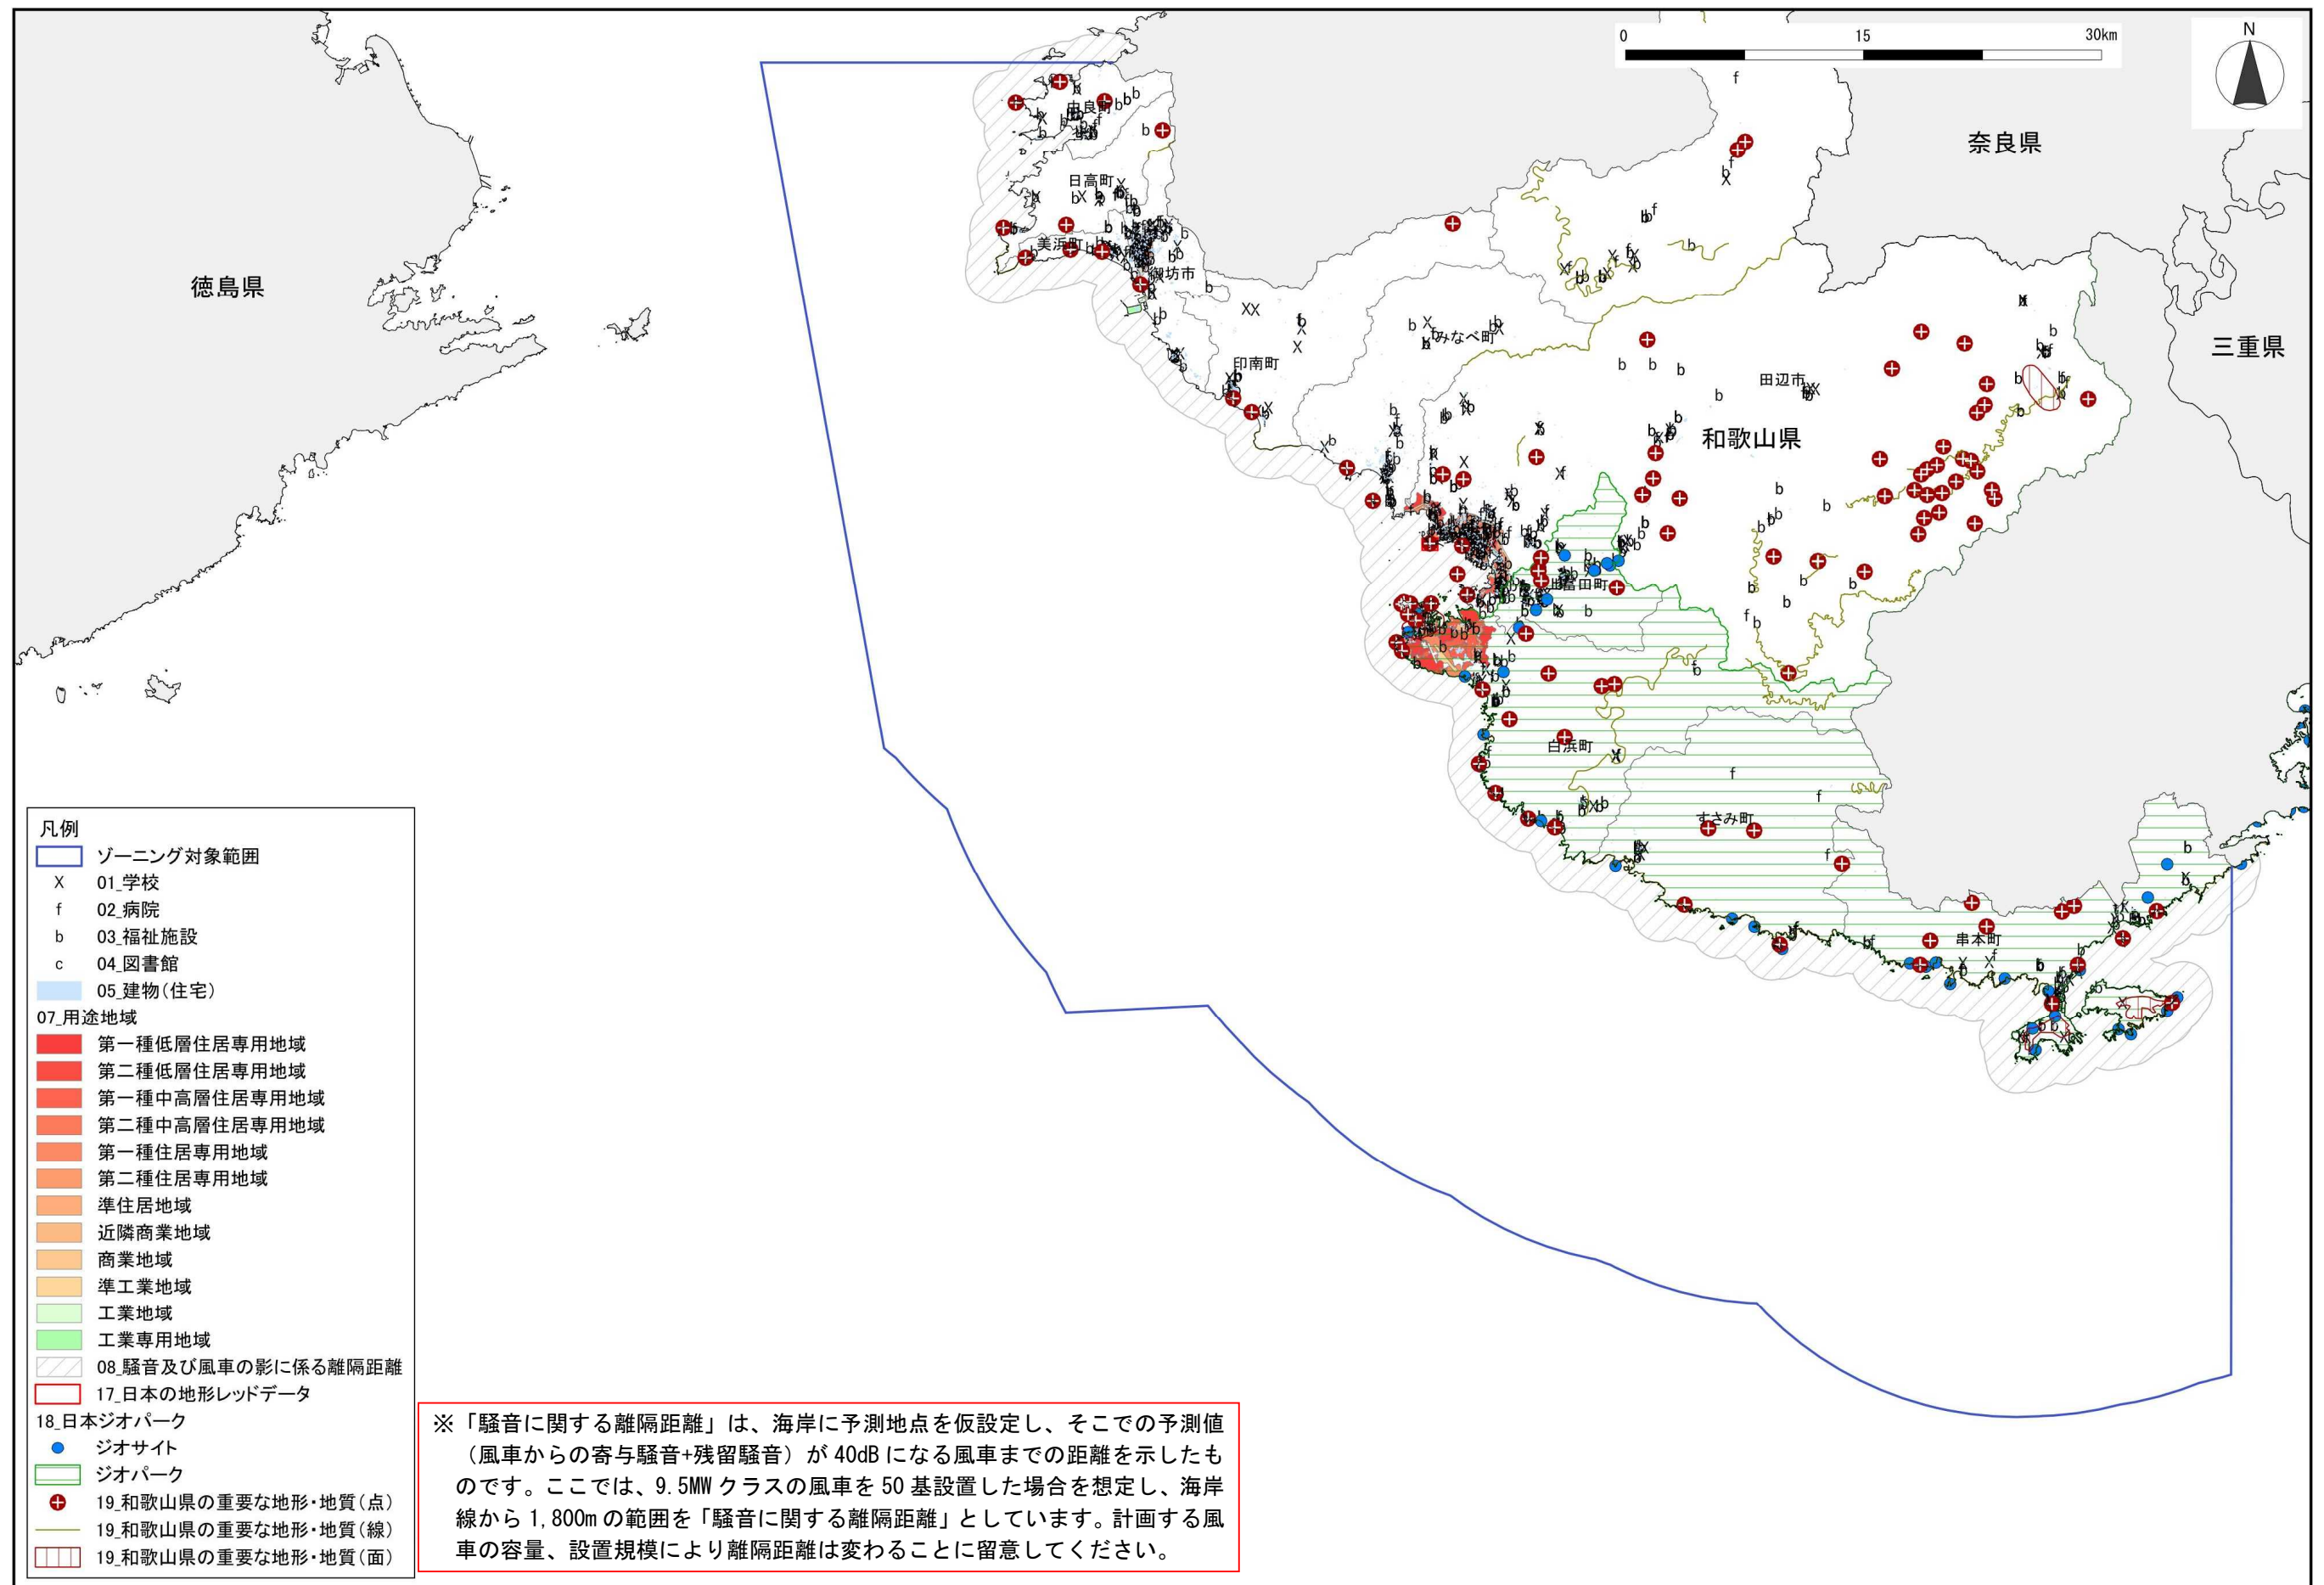 0 15 30km
N
奈良県
由良町
日高町
美浜町
御坊市
徳島県
三重県
みなべ町
印南町
田辺市
和歌山県
上富田町
白浜町
すさみ町
串本町
凡例
ゾーニング対象範囲
X 01_学校
f 02_病院
b 03_福祉施設
c 04_図書館
05_建物(住宅)
07_用途地域
第一種低層住居専用地域
第二種低層住居専用地域
第一種中高層住居専用地域
第二種中高層住居専用地域
第一種住居専用地域
第二種住居専用地域
準住居地域
近隣商業地域
商業地域
準工業地域
工業地域
工業専用地域
08_騒音及び風車の影に係る離隔距離
17_日本の地形レッドデータ
18_日本ジオパーク
ジオサイト
ジオパーク
19_和歌山県の重要な地形・地質(点)
19_和歌山県の重要な地形・地質(線)
19_和歌山県の重要な地形・地質(面)
※「騒音に関する離隔距離」は、海岸に予測地点を仮設定し、そこでの予測値
(風車からの寄与騒音+残留騒音)が 40dB になる風車までの距離を示したも
のです。ここでは、9.5MW クラスの風車を 50 基設置した場合を想定し、海岸
線から 1,800m の範囲を「騒音に関する離隔距離」としています。計画する風
車の容量、設置規模により離隔距離は変わることに留意してください。